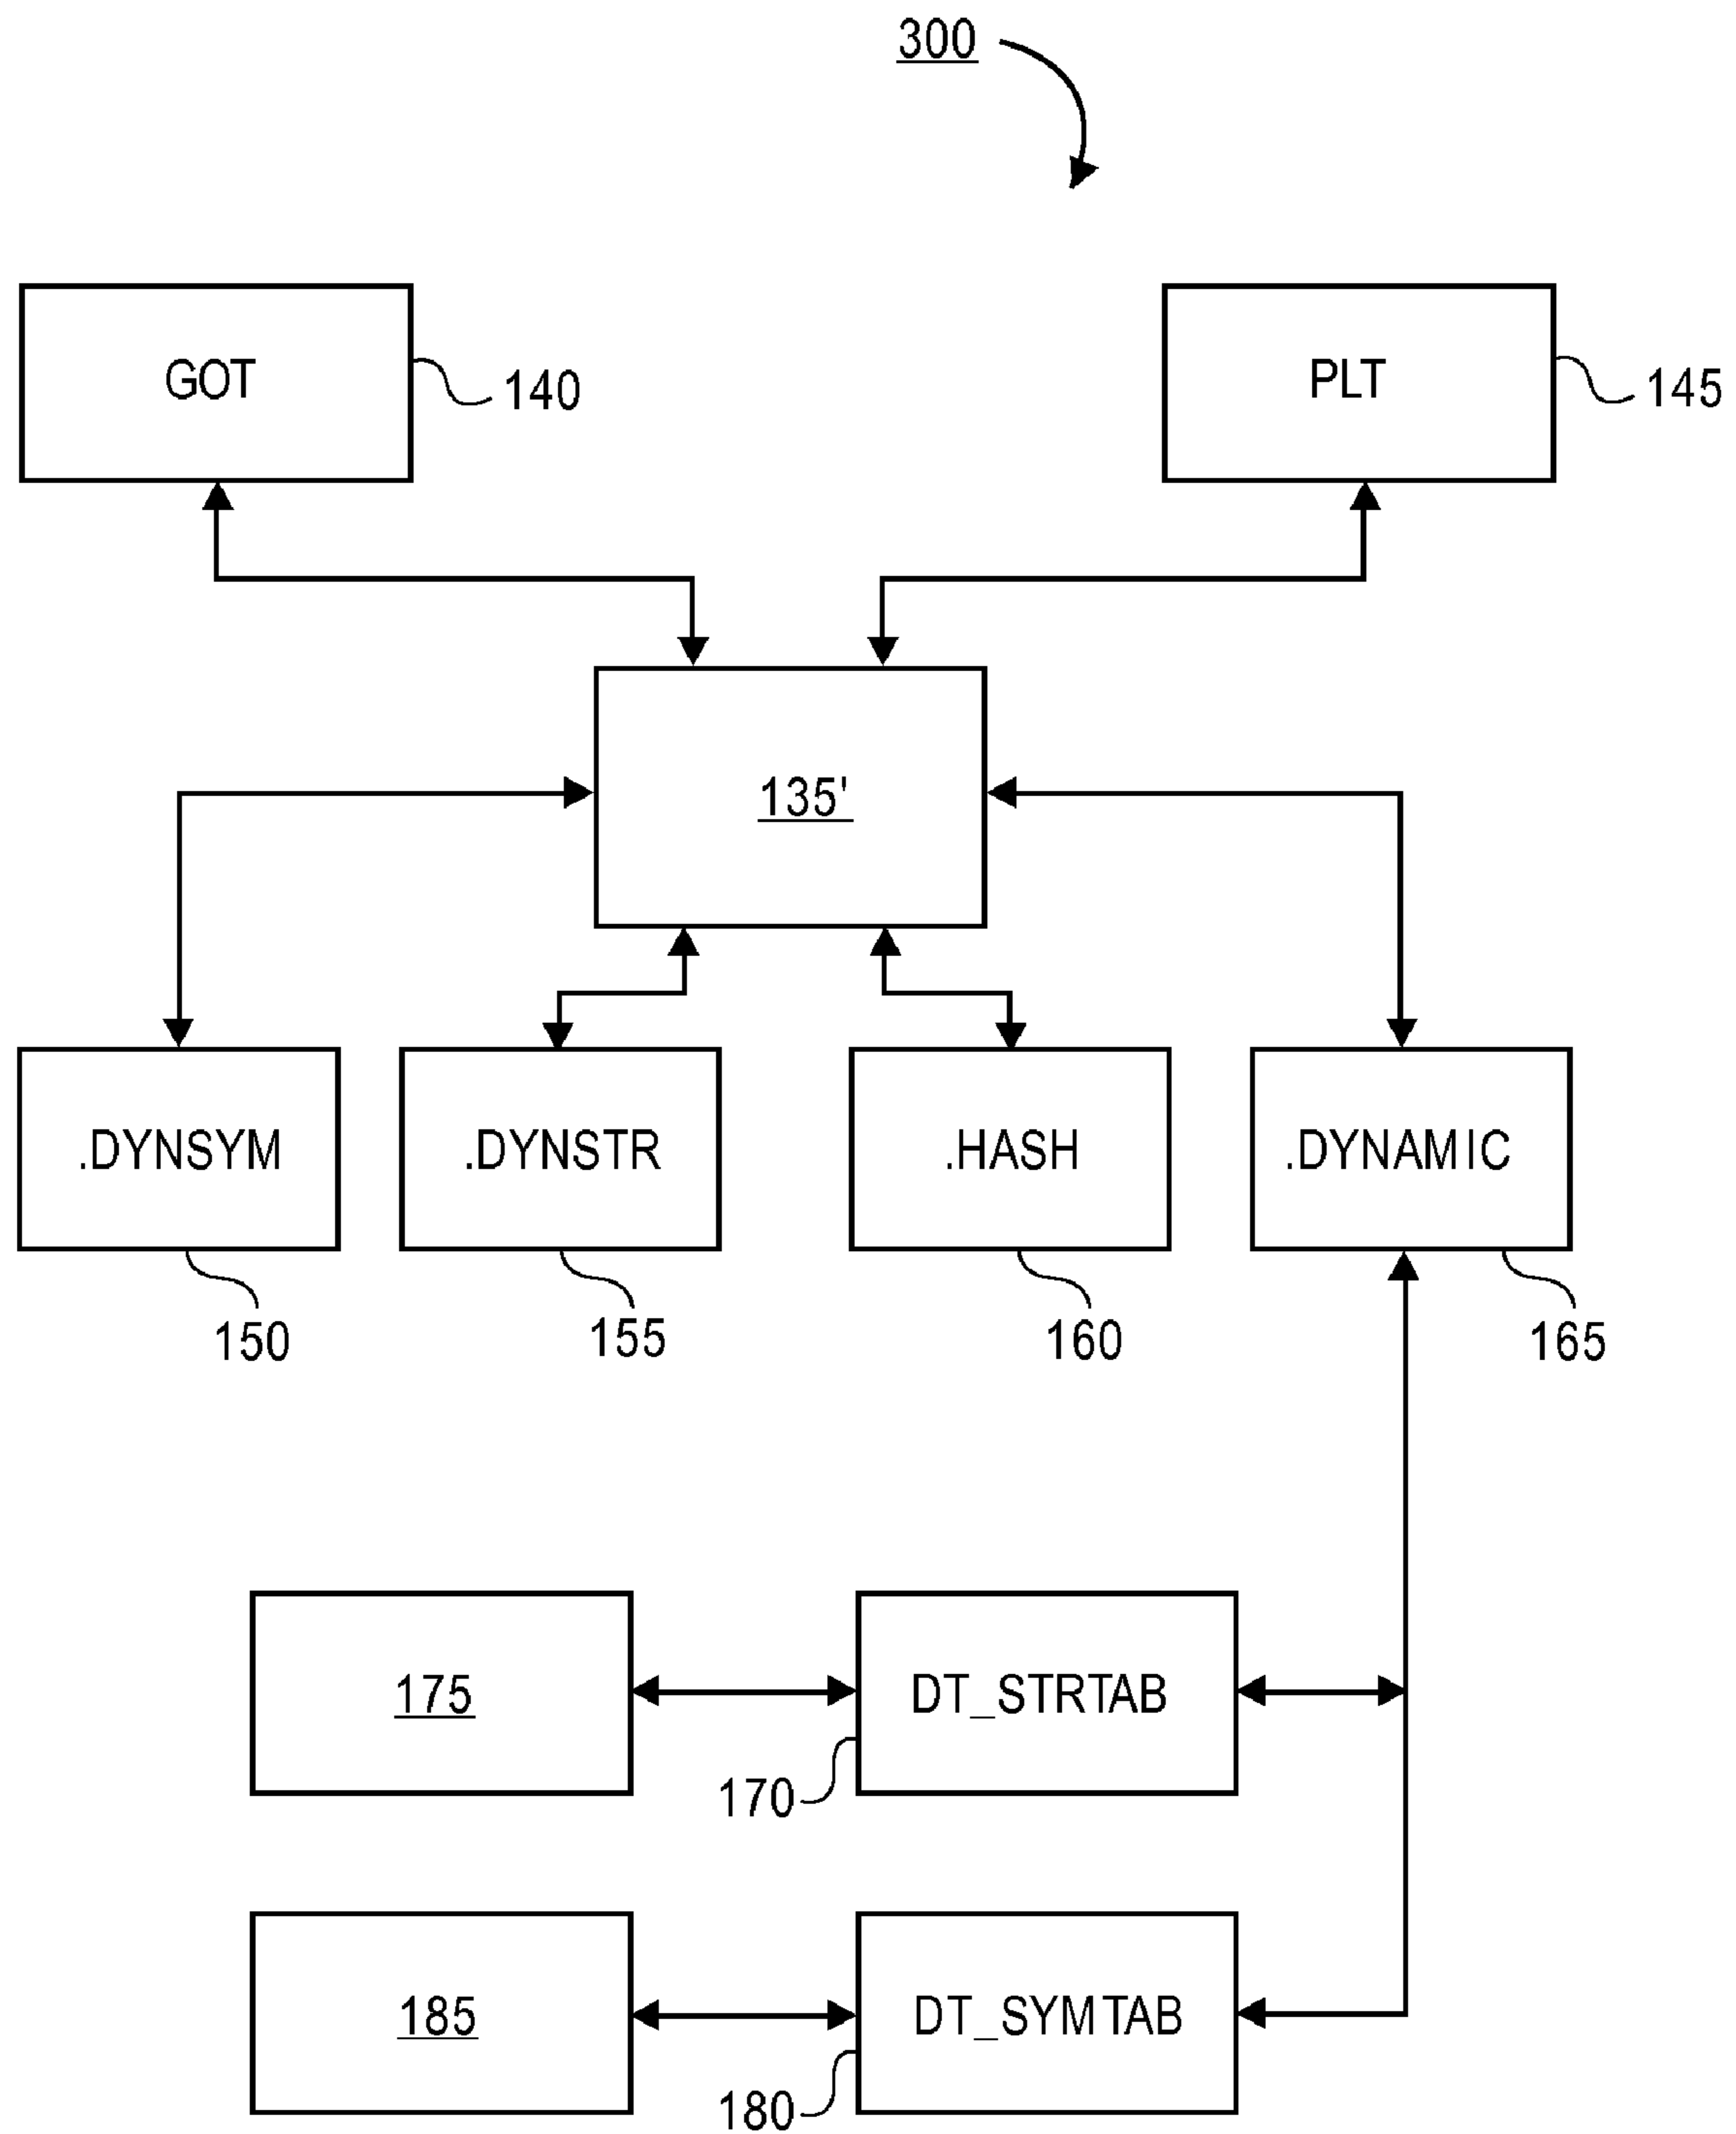 300
GOT
140
PLT
145
135'
.DYNSYM
.DYNSTR
.HASH
.DYNAMIC
150
155
160
165
175
DT_STRTAB
170
185
DT_SYMTAB
180